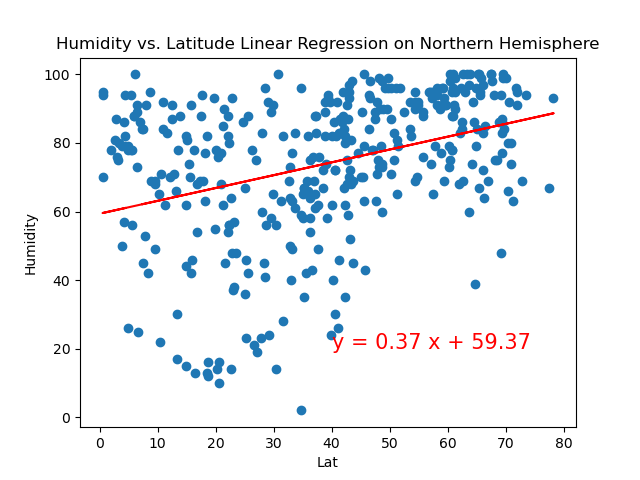 Humidity vs. Latitude Linear Regression on Northern Hemisphere
100
80
60
40
20
0
Humidity
y = 0.37 x + 59.37
0 10 20 30 40 50 60 70 80
Lat